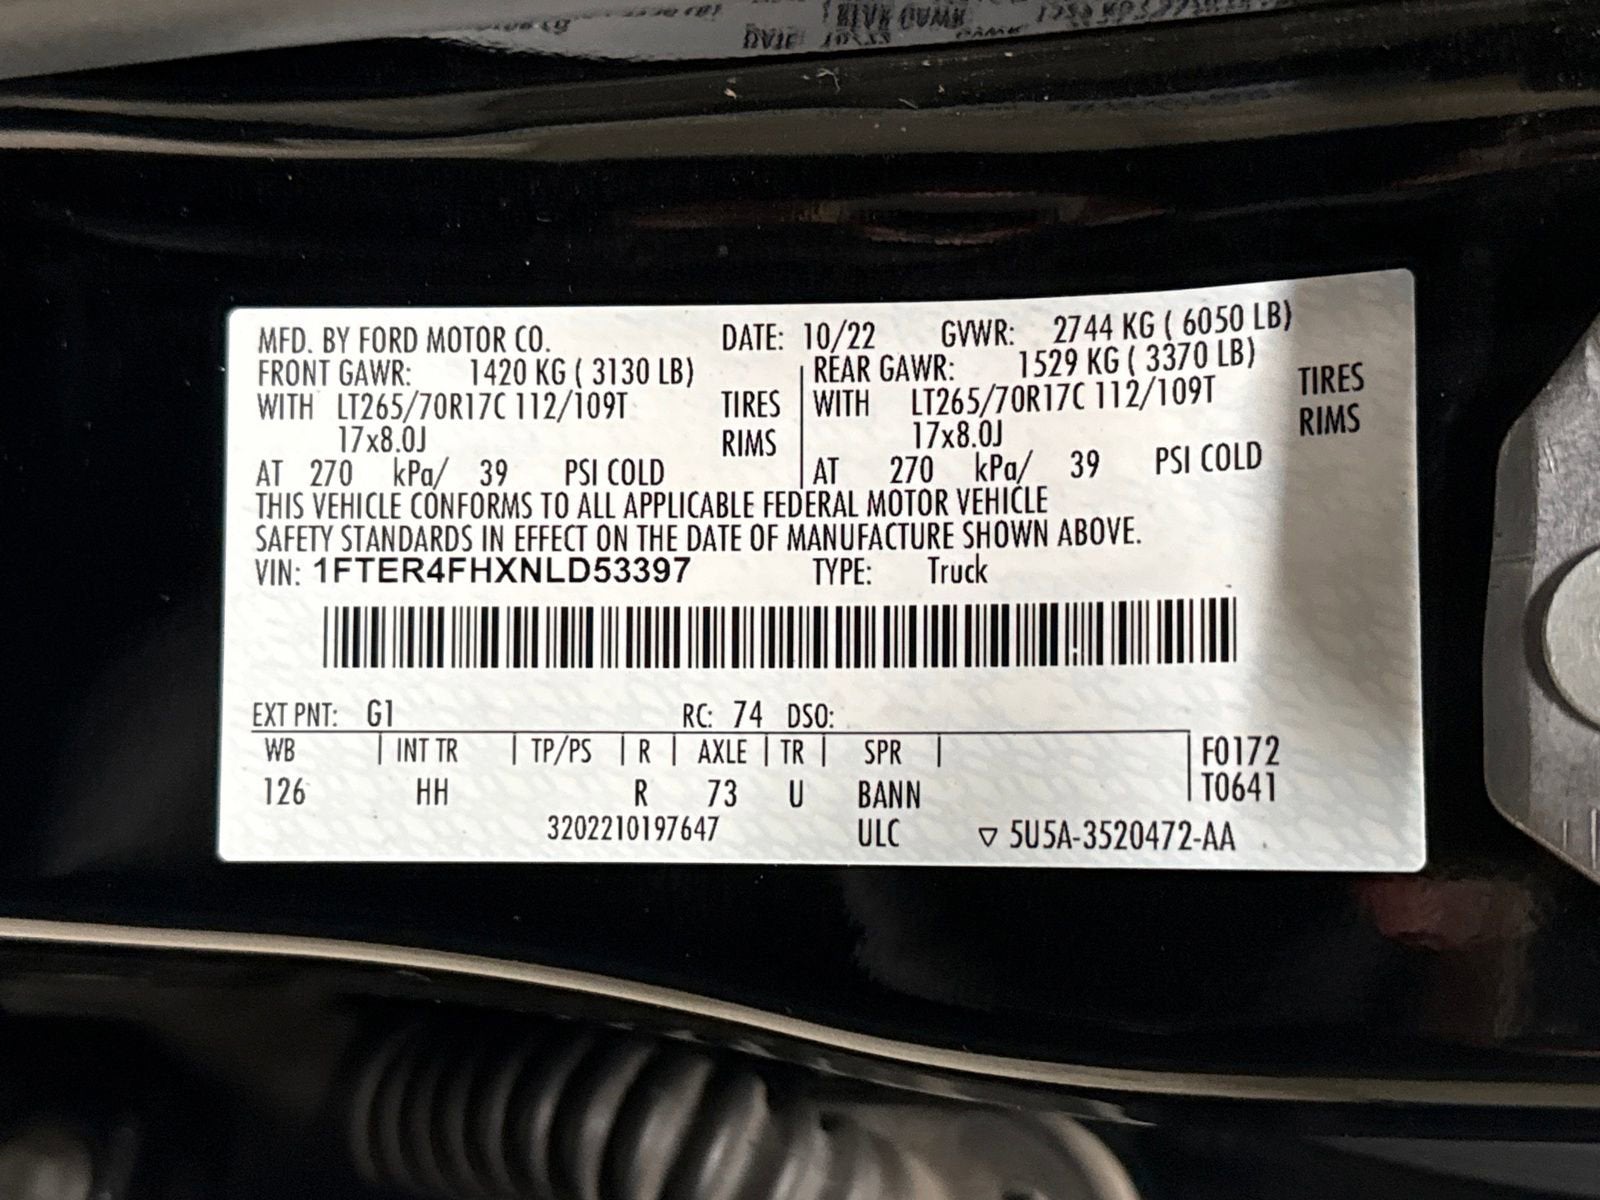 MFD. BY FORD MOTOR CO. DATE: 10/22 GVWR: 2744 KG ( 6050 LB)
FRONT GAWR: 1420 KG ( 3130 LB) REAR GAWR: 1529 KG ( 3370 LB)
WITH LT265/70R17C 112/109T TIRES WITH LT265/70R17C 112/109T TIRES
17x8.0J RIMS 17x8.0J RIMS
AT 270 kPa/ 39 PSI COLD AT 270 kPa/ 39 PSI COLD
THIS VEHICLE CONFORMS TO ALL APPLICABLE FEDERAL MOTOR VEHICLE
SAFETY STANDARDS IN EFFECT ON THE DATE OF MANUFACTURE SHOWN ABOVE.
VIN: 1FTER4FHXNLD53397 TYPE: Truck
EXT PNT: G1 RC: 74 DSO:
WB | INT TR | TP/PS | R | AXLE | TR | SPR | F0172
126 HH R 73 U BANN T0641
3202210197647 ULC ▽ 5U5A-3520472-AA